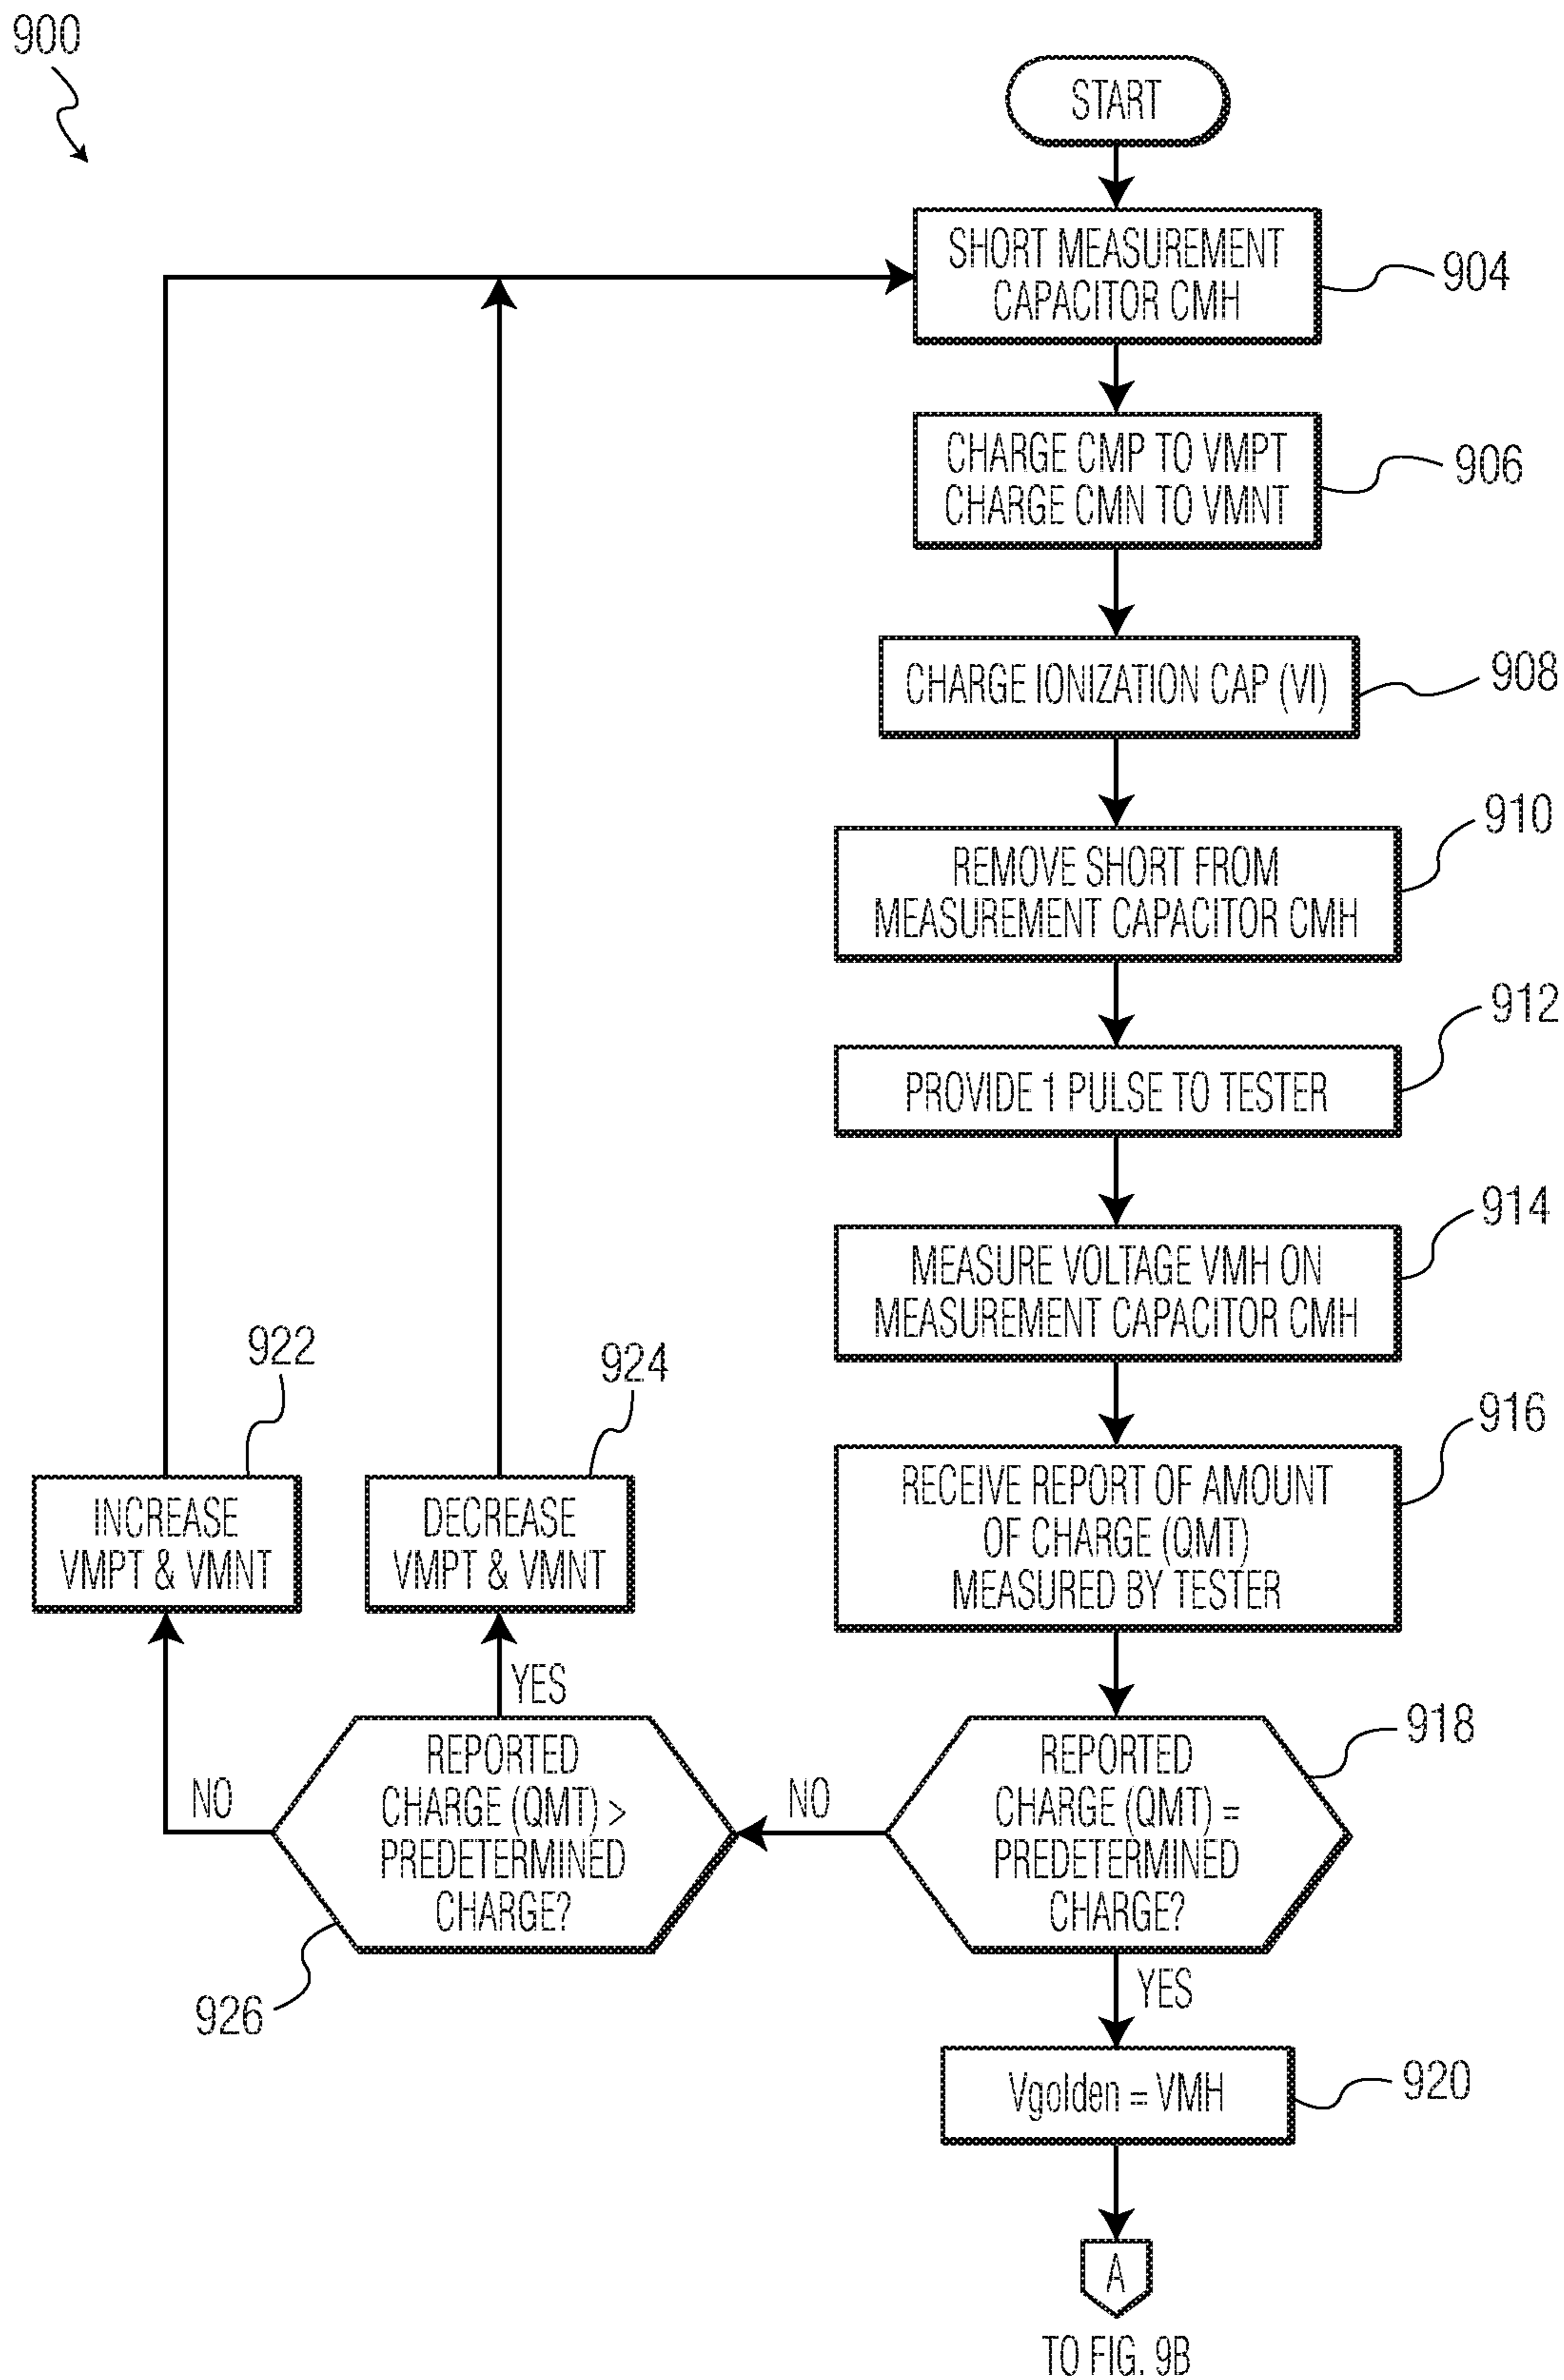 900
START
SHORT MEASUREMENT
CAPACITOR CMH
904
CHARGE CMP TO VMPT
CHARGE CMN TO VMNT
906
CHARGE IONIZATION CAP (VI)
908
REMOVE SHORT FROM
MEASUREMENT CAPACITOR CMH
910
PROVIDE 1 PULSE TO TESTER
912
MEASURE VOLTAGE VMH ON
MEASUREMENT CAPACITOR CMH
914
RECEIVE REPORT OF AMOUNT
OF CHARGE (QMT)
MEASURED BY TESTER
916
922
INCREASE
VMPT & VMNT
924
DECREASE
VMPT & VMNT
YES
NO
REPORTED
CHARGE (QMT) >
PREDETERMINED
CHARGE?
926
NO
REPORTED
CHARGE (QMT) =
PREDETERMINED
CHARGE?
918
YES
Vgolden = VMH
920
A
TO FIG. 9B